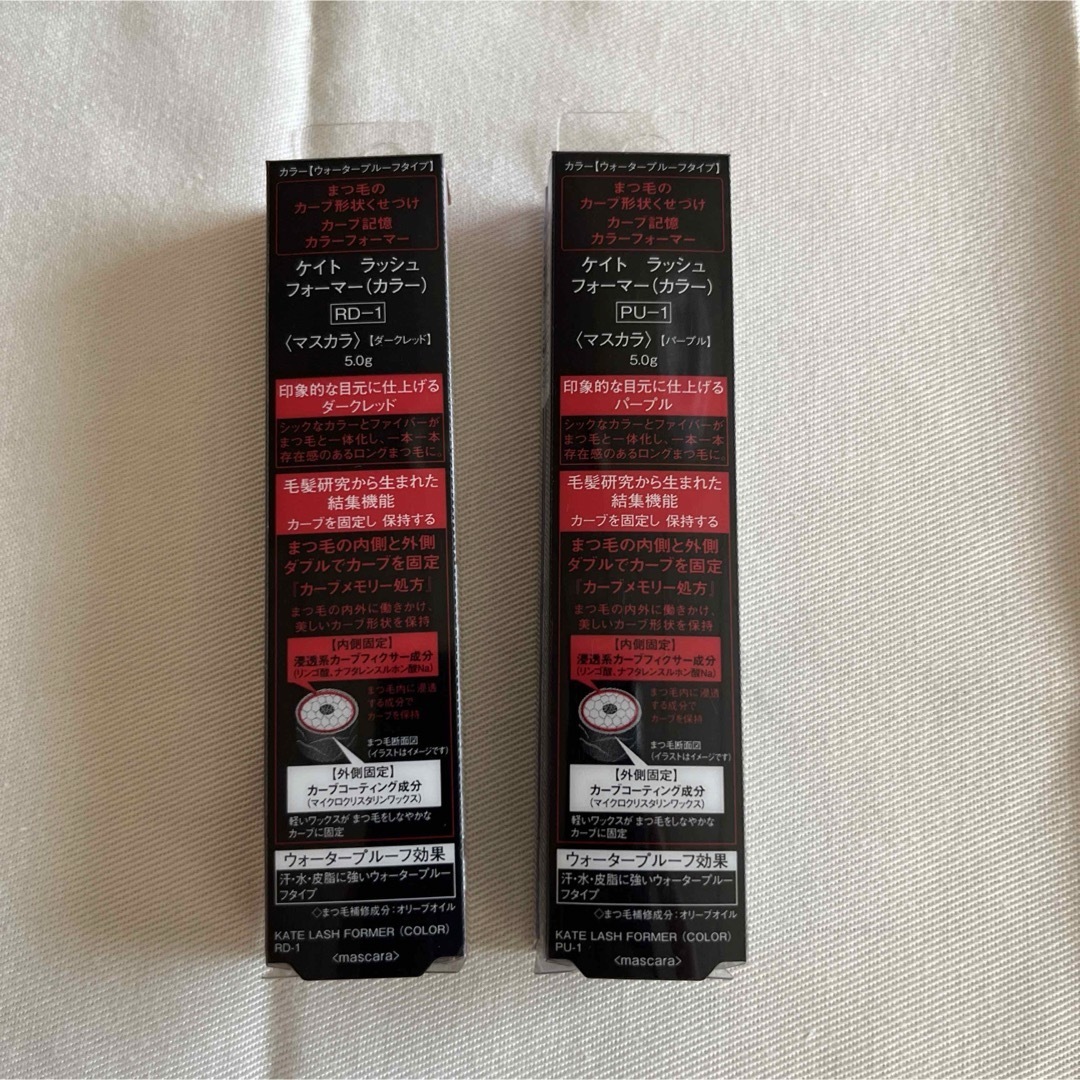 カラー【ウォータープルーフタイプ】
まつ毛の
カーブ形状くせづけ
カーブ記憶
カラーフォーマー
ケイト ラッシュ
フォーマー(カラー)
RD-1
〈マスカラ〉【ダークレッド】
5.0g
印象的な目元に仕上げる
ダークレッド
シックなカラーとファイバーが
まつ毛と一体化し、一本一本
存在感のあるロングまつ毛に。
毛髪研究から生まれた
結集機能
カーブを固定し 保持する
まつ毛の内側と外側
ダブルでカーブを固定
『カーブメモリー処方』
まつ毛の内外に働きかけ、
美しいカーブ形状を保持
【内側固定】
浸透系カーブフィクサー成分
(リンゴ酸、ナフタレンスルホン酸Na)
まつ毛内に浸透
する成分で
カーブを保持
まつ毛断面図
(イラストはイメージです)
【外側固定】
カーブコーティング成分
(マイクロクリスタリンワックス)
軽いワックスが まつ毛をしなやかな
カーブに固定
ウォータープルーフ効果
汗・水・皮脂に強いウォータープルー
フタイプ
◇まつ毛補修成分:オリーブオイル
KATE LASH FORMER (COLOR)
RD-1
<mascara>
カラー【ウォータープルーフタイプ】
まつ毛の
カーブ形状くせづけ
カーブ記憶
カラーフォーマー
ケイト ラッシュ
フォーマー(カラー)
PU-1
〈マスカラ〉【パープル】
5.0g
印象的な目元に仕上げる
パープル
シックなカラーとファイバーが
まつ毛と一体化し、一本一本
存在感のあるロングまつ毛に。
毛髪研究から生まれた
結集機能
カーブを固定し 保持する
まつ毛の内側と外側
ダブルでカーブを固定
『カーブメモリー処方』
まつ毛の内外に働きかけ、
美しいカーブ形状を保持
【内側固定】
浸透系カーブフィクサー成分
(リンゴ酸、ナフタレンスルホン酸Na)
まつ毛内に浸透
する成分で
カーブを保持
まつ毛断面図
(イラストはイメージです)
【外側固定】
カーブコーティング成分
(マイクロクリスタリンワックス)
軽いワックスが まつ毛をしなやかな
カーブに固定
ウォータープルーフ効果
汗・水・皮脂に強いウォータープルー
フタイプ
◇まつ毛補修成分:オリーブオイル
KATE LASH FORMER (COLOR)
PU-1
<mascara>